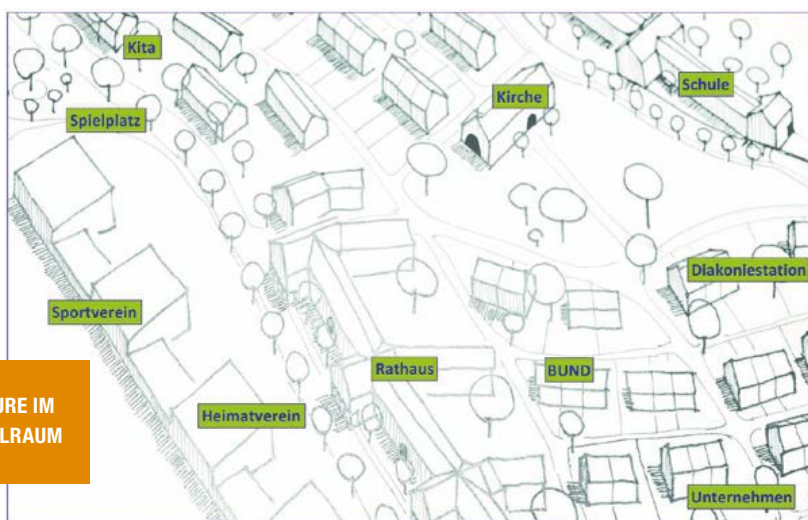 Kita
Kirche
Schule
Spielplatz
Diakoniestation
Sportverein
Rathaus
BUND
URE IM
LRAUM
Heimatverein
Unternehmen